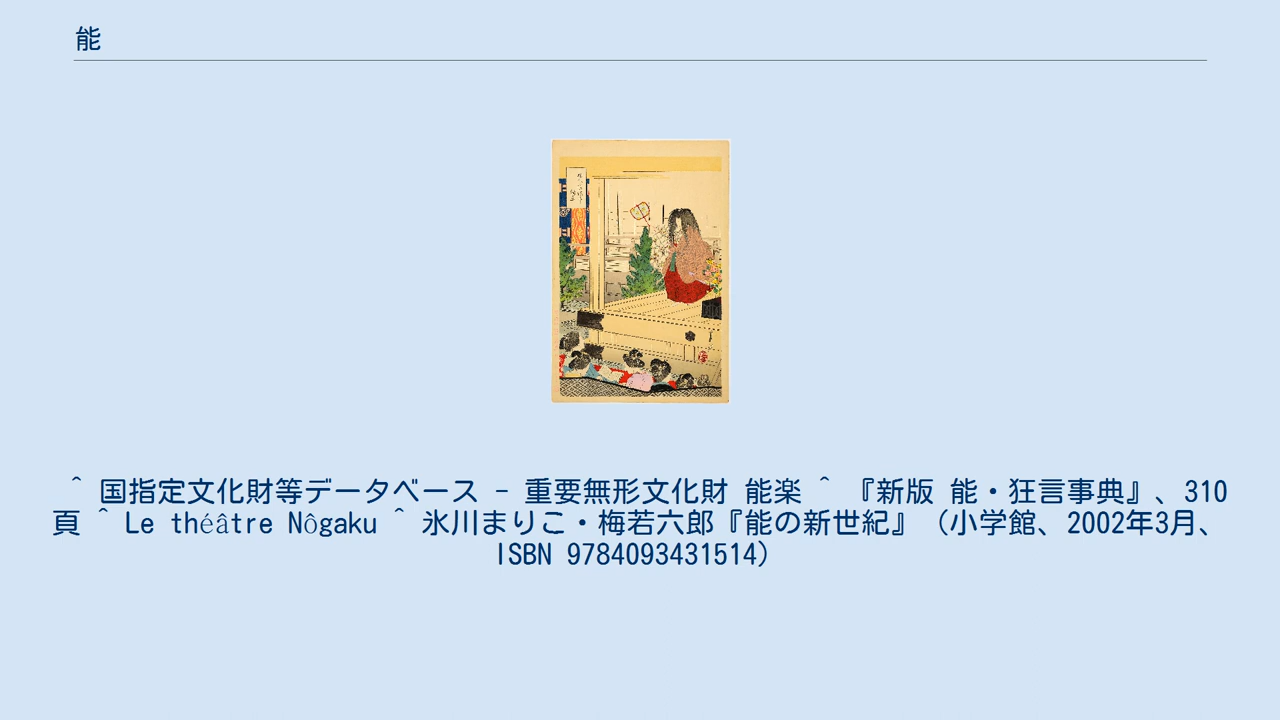 能
^ 国指定文化財等データベース - 重要無形文化財 能楽 ^ 『新版 能・狂言事典』、310
頁 ^ Le théâtre Nôgaku ^ 氷川まりこ・梅若六郎『能の新世紀』（小学館、2002年3月、
ISBN 9784093431514）